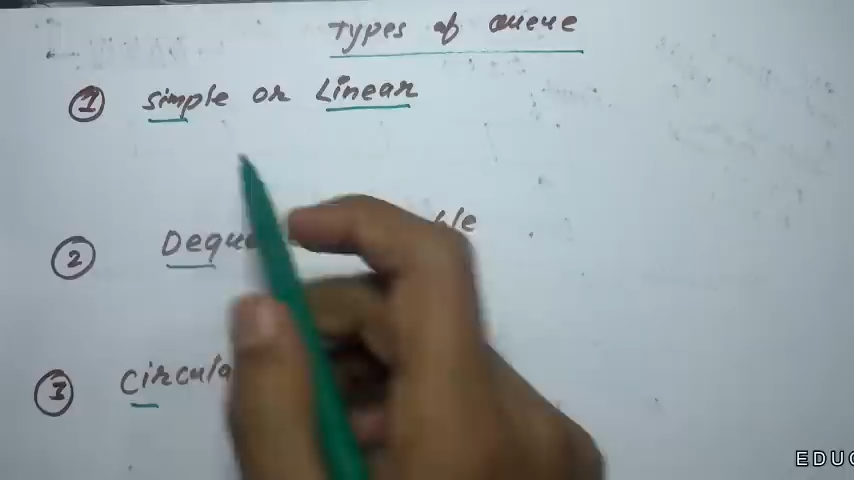 Types of Queue
1 simple or Linear
2 Deque
3 Circula
EDUC